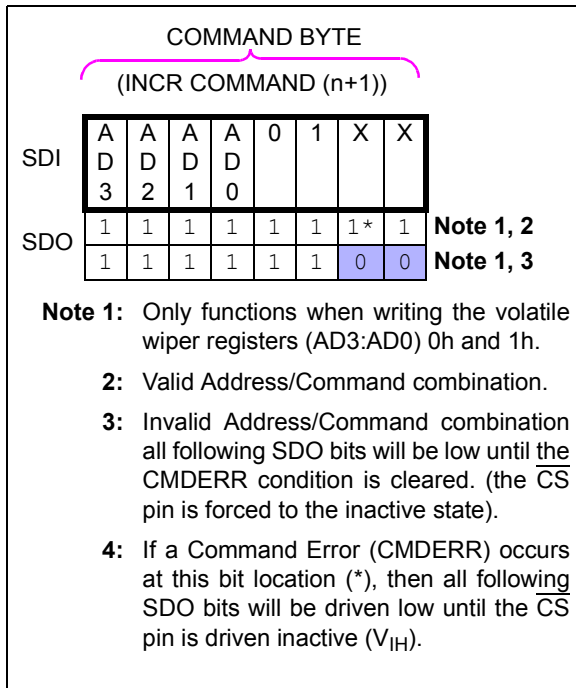 COMMAND BYTE
(INCR COMMAND (n+1))
SDI
A A A A 0 1 X X
D D D D
3 2 1 0
SDO
1 1 1 1 1 1 1* 1 Note 1, 2
1 1 1 1 1 1 0 0 Note 1, 3
Note 1: Only functions when writing the volatile
wiper registers (AD3:AD0) 0h and 1h.
2: Valid Address/Command combination.
3: Invalid Address/Command combination
all following SDO bits will be low until the
CMDERR condition is cleared. (the CS
pin is forced to the inactive state).
4: If a Command Error (CMDERR) occurs
at this bit location (*), then all following
SDO bits will be driven low until the CS
pin is driven inactive (VIH).